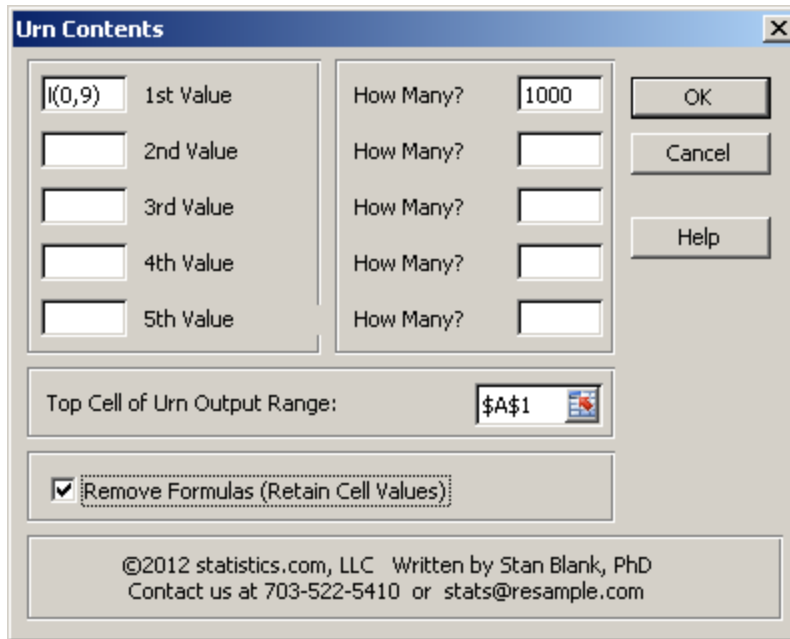 Urn Contents
I(0,9) 1st Value How Many? 1000 OK
2nd Value How Many? Cancel
3rd Value How Many? Help
4th Value How Many?
5th Value How Many?
Top Cell of Urn Output Range: $A$1
Remove Formulas (Retain Cell Values)
©2012 statistics.com, LLC Written by Stan Blank, PhD
Contact us at 703-522-5410 or stats@resample.com